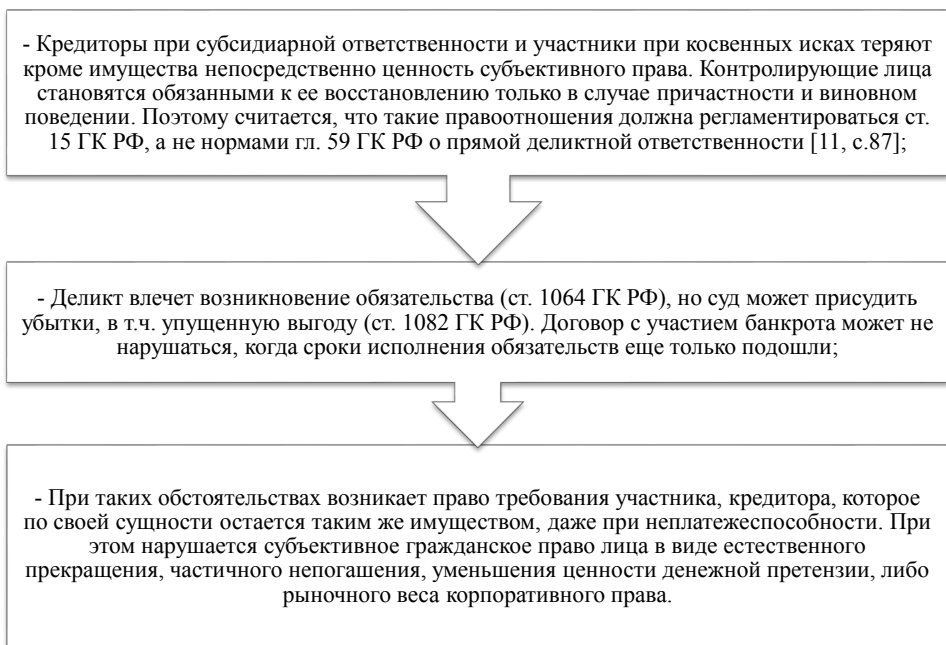 - Кредиторы при субсидиарной ответственности и участники при косвенных исках теряют
кроме имущества непосредственно ценность субъективного права. Контролирующие лица
становятся обязанными к ее восстановлению только в случае причастности и виновном
поведении. Поэтому считается, что такие правоотношения должна регламентироваться ст.
15 ГК РФ, а не нормами гл. 59 ГК РФ о прямой деликтной ответственности [11, с.87];
- Деликт влечет возникновение обязательства (ст. 1064 ГК РФ), но суд может присудить
убытки, в т.ч. упущенную выгоду (ст. 1082 ГК РФ). Договор с участием банкрота может не
нарушаться, когда сроки исполнения обязательств еще только подошли;
- При таких обстоятельствах возникает право требования участника, кредитора, которое
по своей сущности остается таким же имуществом, даже при неплатежеспособности. При
этом нарушается субъективное гражданское право лица в виде естественного
прекращения, частичного непогашения, уменьшения ценности денежной претензии, либо
рыночного веса корпоративного права.